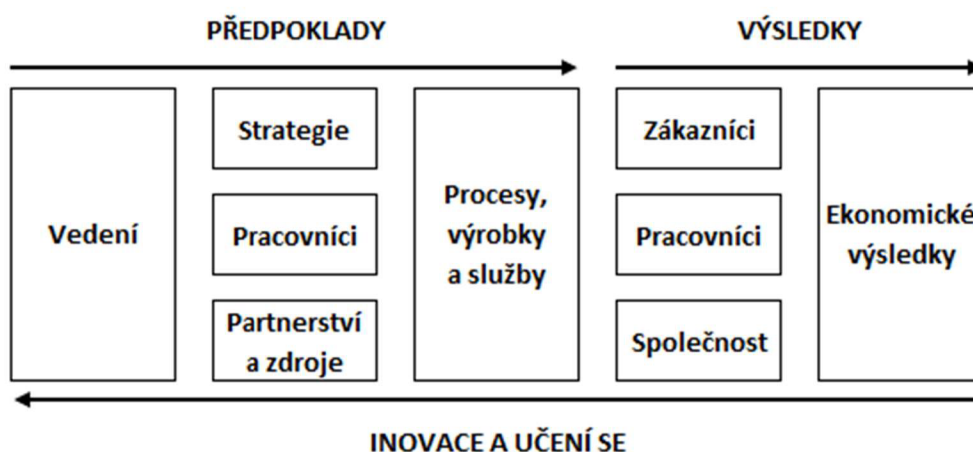 PŘEDPOKLADY
VÝSLEDKY
Vedení
Strategie
Pracovníci
Partnerství
a zdroje
Procesy,
výrobky
a služby
Zákazníci
Pracovníci
Společnost
Ekonomické
výsledky
INOVACE A UČENÍ SE